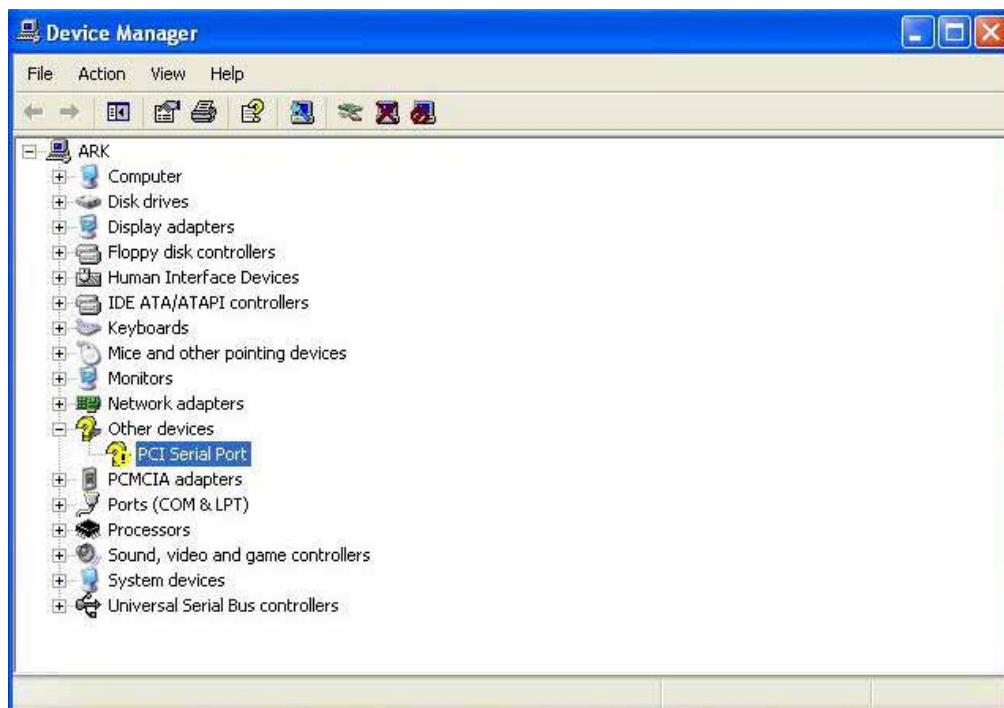 Device Manager
File Action View Help
ARK
Computer
Disk drives
Display adapters
Floppy disk controllers
Human Interface Devices
IDE ATA/ATAPI controllers
Keyboards
Mice and other pointing devices
Monitors
Network adapters
Other devices
PCI Serial Port
PCMCIA adapters
Ports (COM & LPT)
Processors
Sound, video and game controllers
System devices
Universal Serial Bus controllers